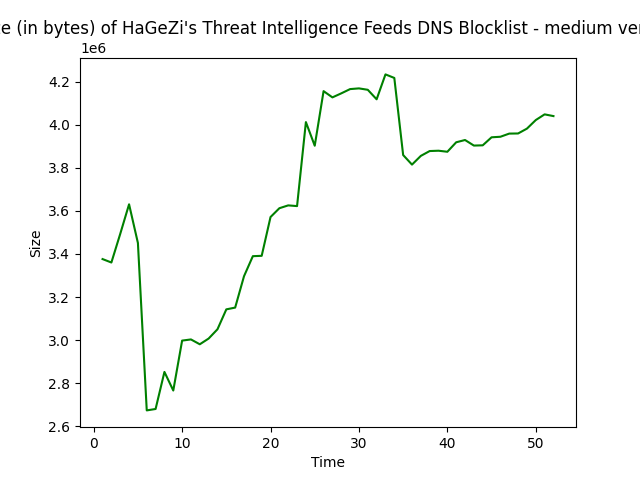 (in bytes) of HaGeZi's Threat Intelligence Feeds DNS Blocklist - medium
1e6
4.2
4.0
3.8
3.6
3.4
3.2
3.0
2.8
2.6
Size
0 10 20 30 40 50
Time